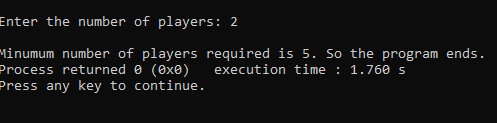 Enter the number of players: 2
Minumum number of players required is 5. So the program ends.
Process returned 0 (0x0)   execution time : 1.760 s
Press any key to continue.